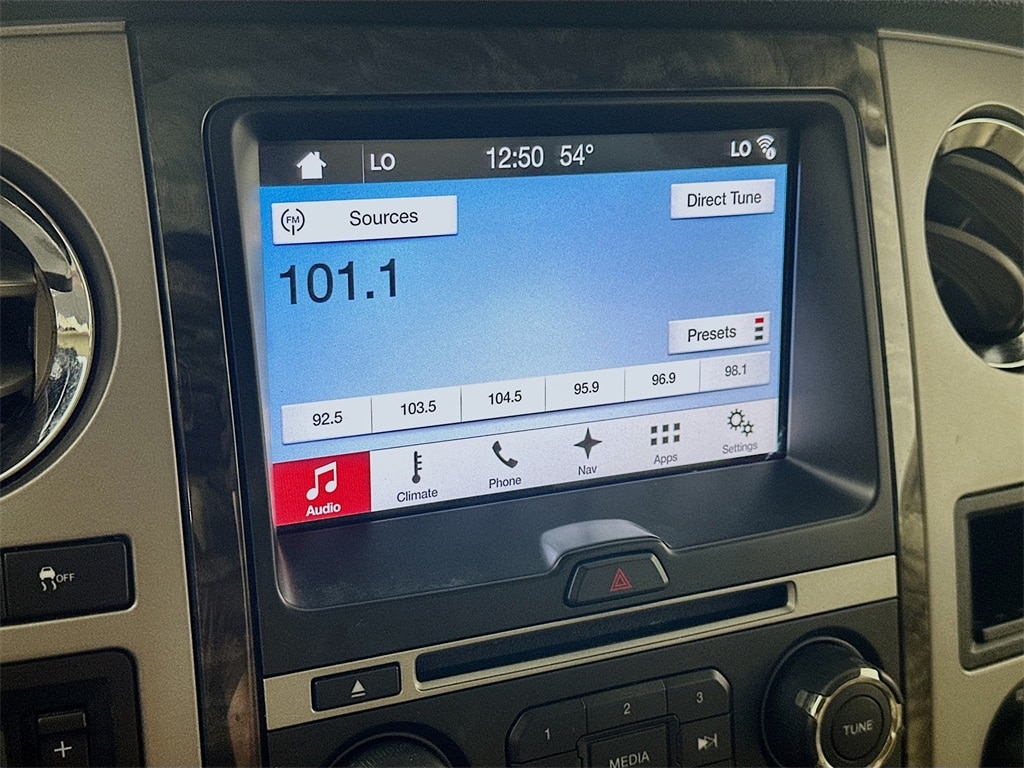 LO 12:50 54° LO
FM Sources Direct Tune
101.1
Presets
92.5 103.5 104.5 95.9 96.9 98.1
Audio Climate Phone Nav Apps Settings
OFF
1 2 3
MEDIA
TUNE
+